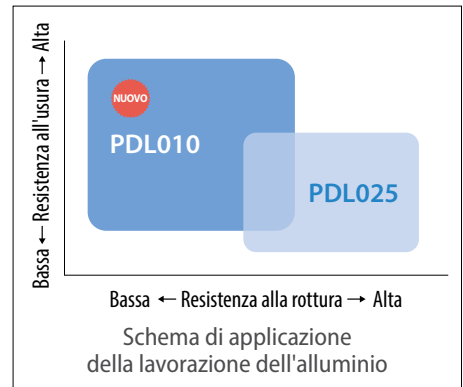 Bassa ← Resistenza all'usura → Alta
NUOVO
PDL010
PDL025
Bassa ← Resistenza alla rottura → Alta
Schema di applicazione
della lavorazione dell'alluminio